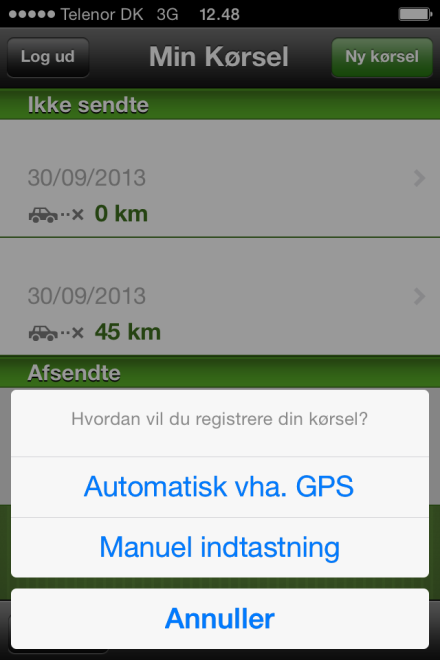 Telenor DK 3G 12.48
Log ud Min Kørsel Ny kørsel
Ikke sendte
30/09/2013
0 km
30/09/2013
45 km
Afsendte
Hvordan vil du registrere din kørsel?
Automatisk vha. GPS
Manuel indtastning
Annuller